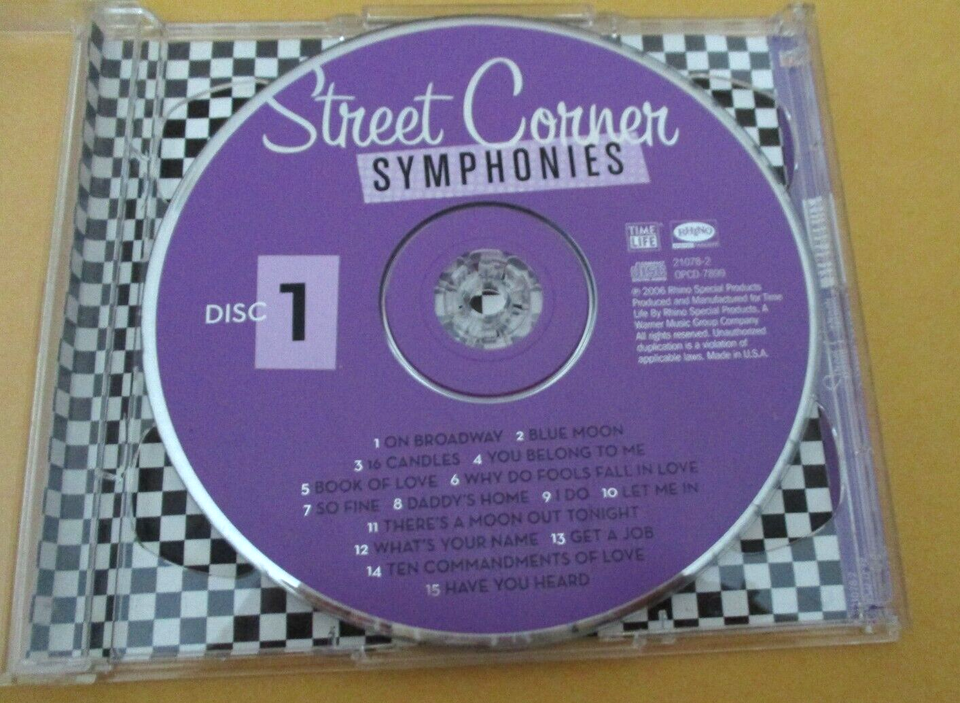 Street Corner
SYMPHONIES
TIME
LIFE
RHINO
disc
21078-2
OPCD-7899
DISC 1
℗ 2006 Rhino Special Products
Produced and Manufactured for Time
Life By Rhino Special Products, A
Warner Music Group Company
All rights reserved. Unauthorized
duplication is a violation of
applicable laws. Made in U.S.A.
1 ON BROADWAY 2 BLUE MOON
3 16 CANDLES 4 YOU BELONG TO ME
5 BOOK OF LOVE 6 WHY DO FOOLS FALL IN LOVE
7 SO FINE 8 DADDY'S HOME 9 I DO 10 LET ME IN
11 THERE'S A MOON OUT TONIGHT
12 WHAT'S YOUR NAME 13 GET A JOB
14 TEN COMMANDMENTS OF LOVE
15 HAVE YOU HEARD